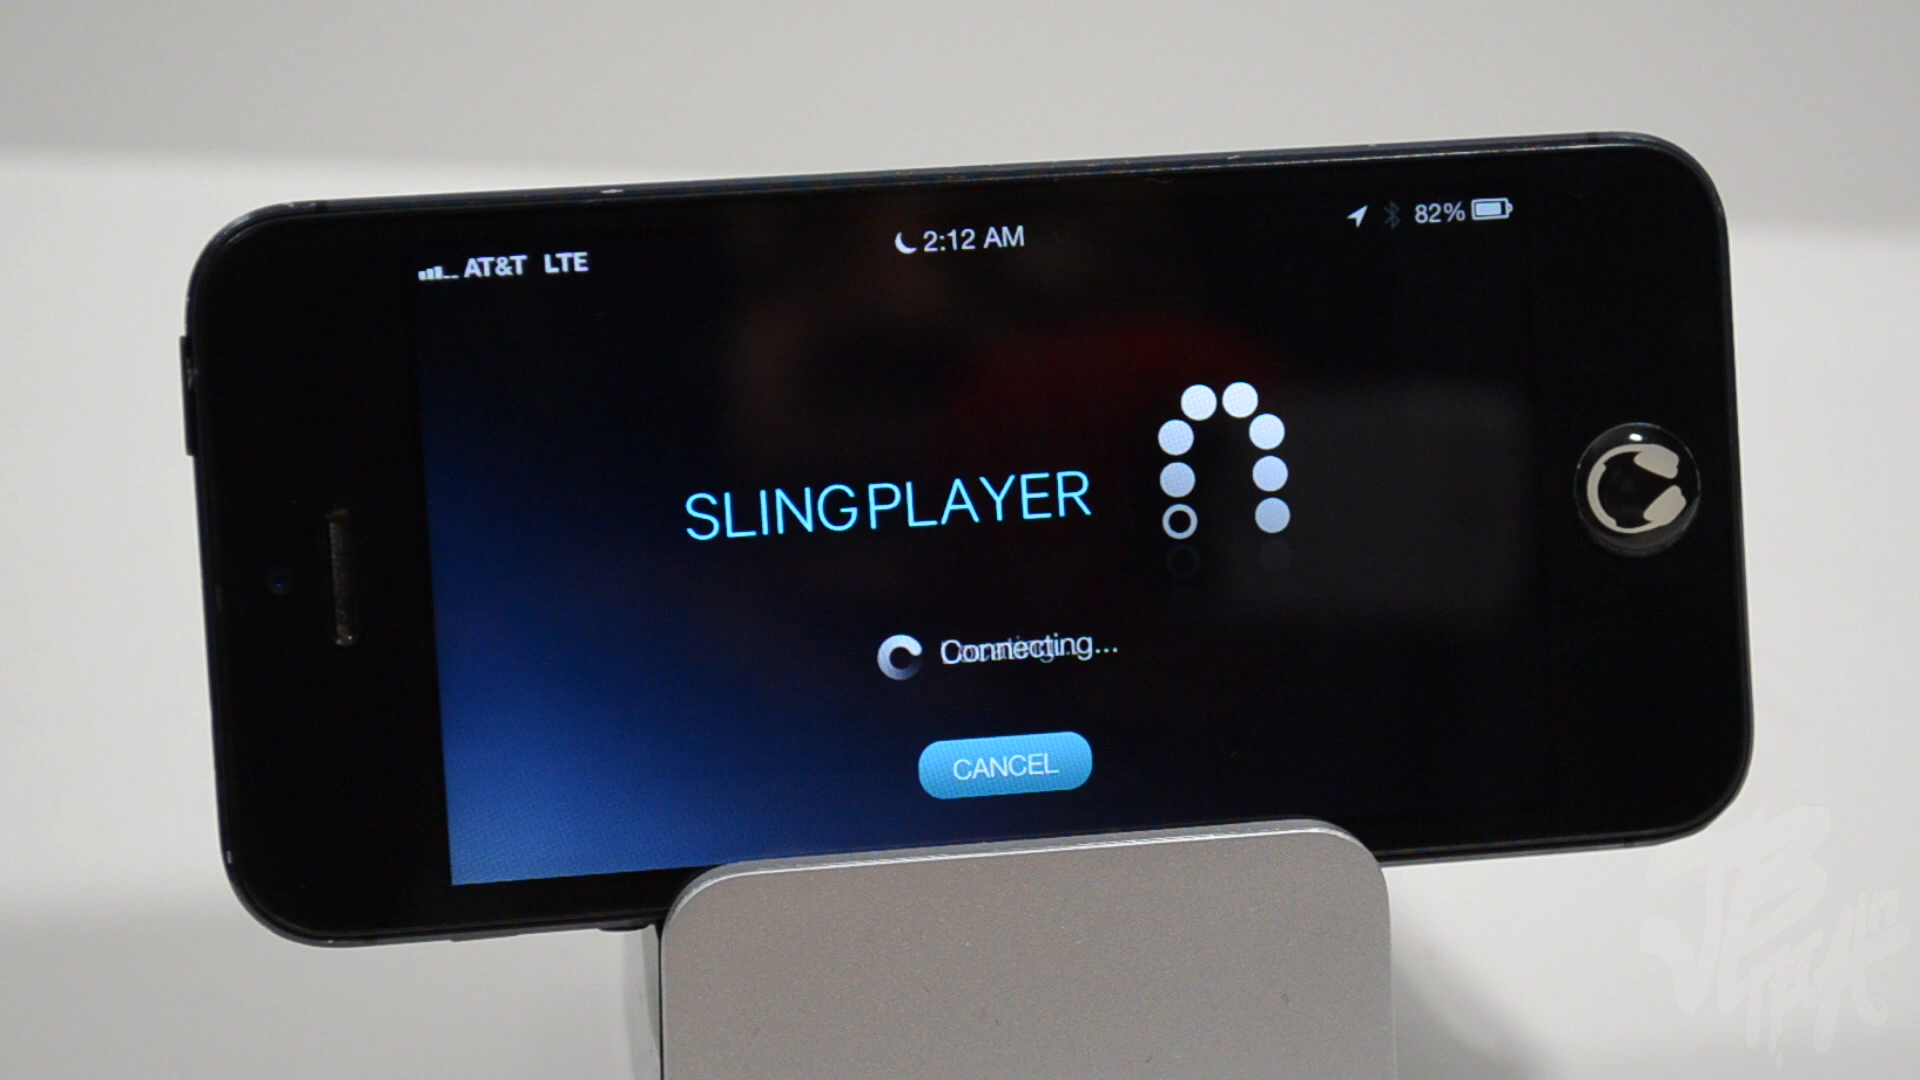 AT&T LTE
2:12 AM
82%
SLINGPLAYER
Connecting...
CANCEL